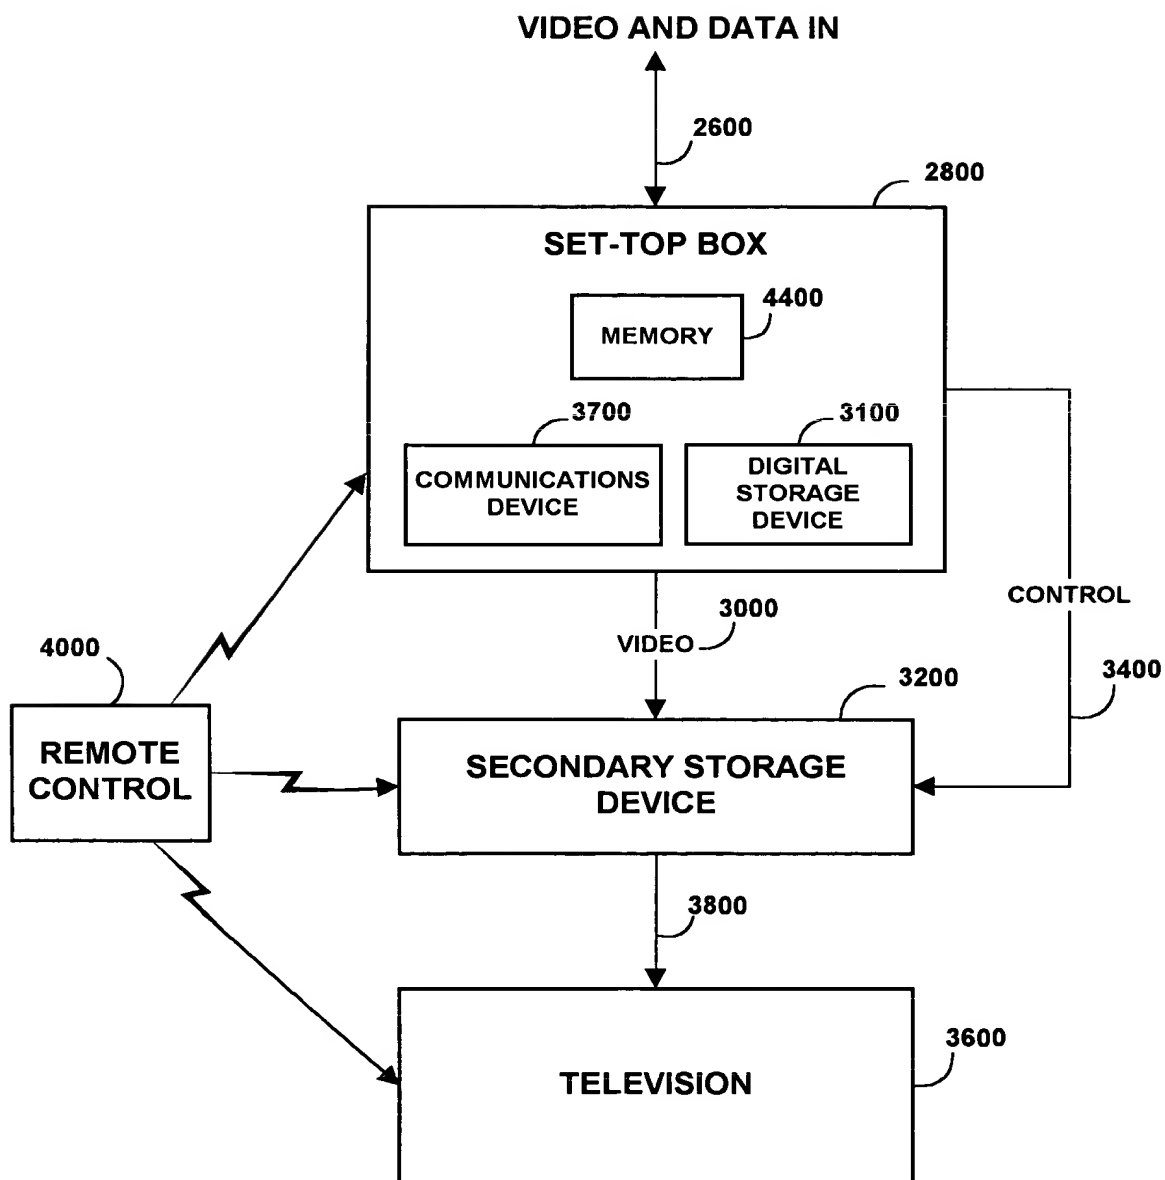 VIDEO AND DATA IN
2600
2800
SET-TOP BOX
4400
MEMORY
3700
3100
COMMUNICATIONS
DEVICE
DIGITAL
STORAGE
DEVICE
CONTROL
3000
VIDEO
4000
3200
3400
REMOTE
CONTROL
SECONDARY STORAGE
DEVICE
3800
3600
TELEVISION